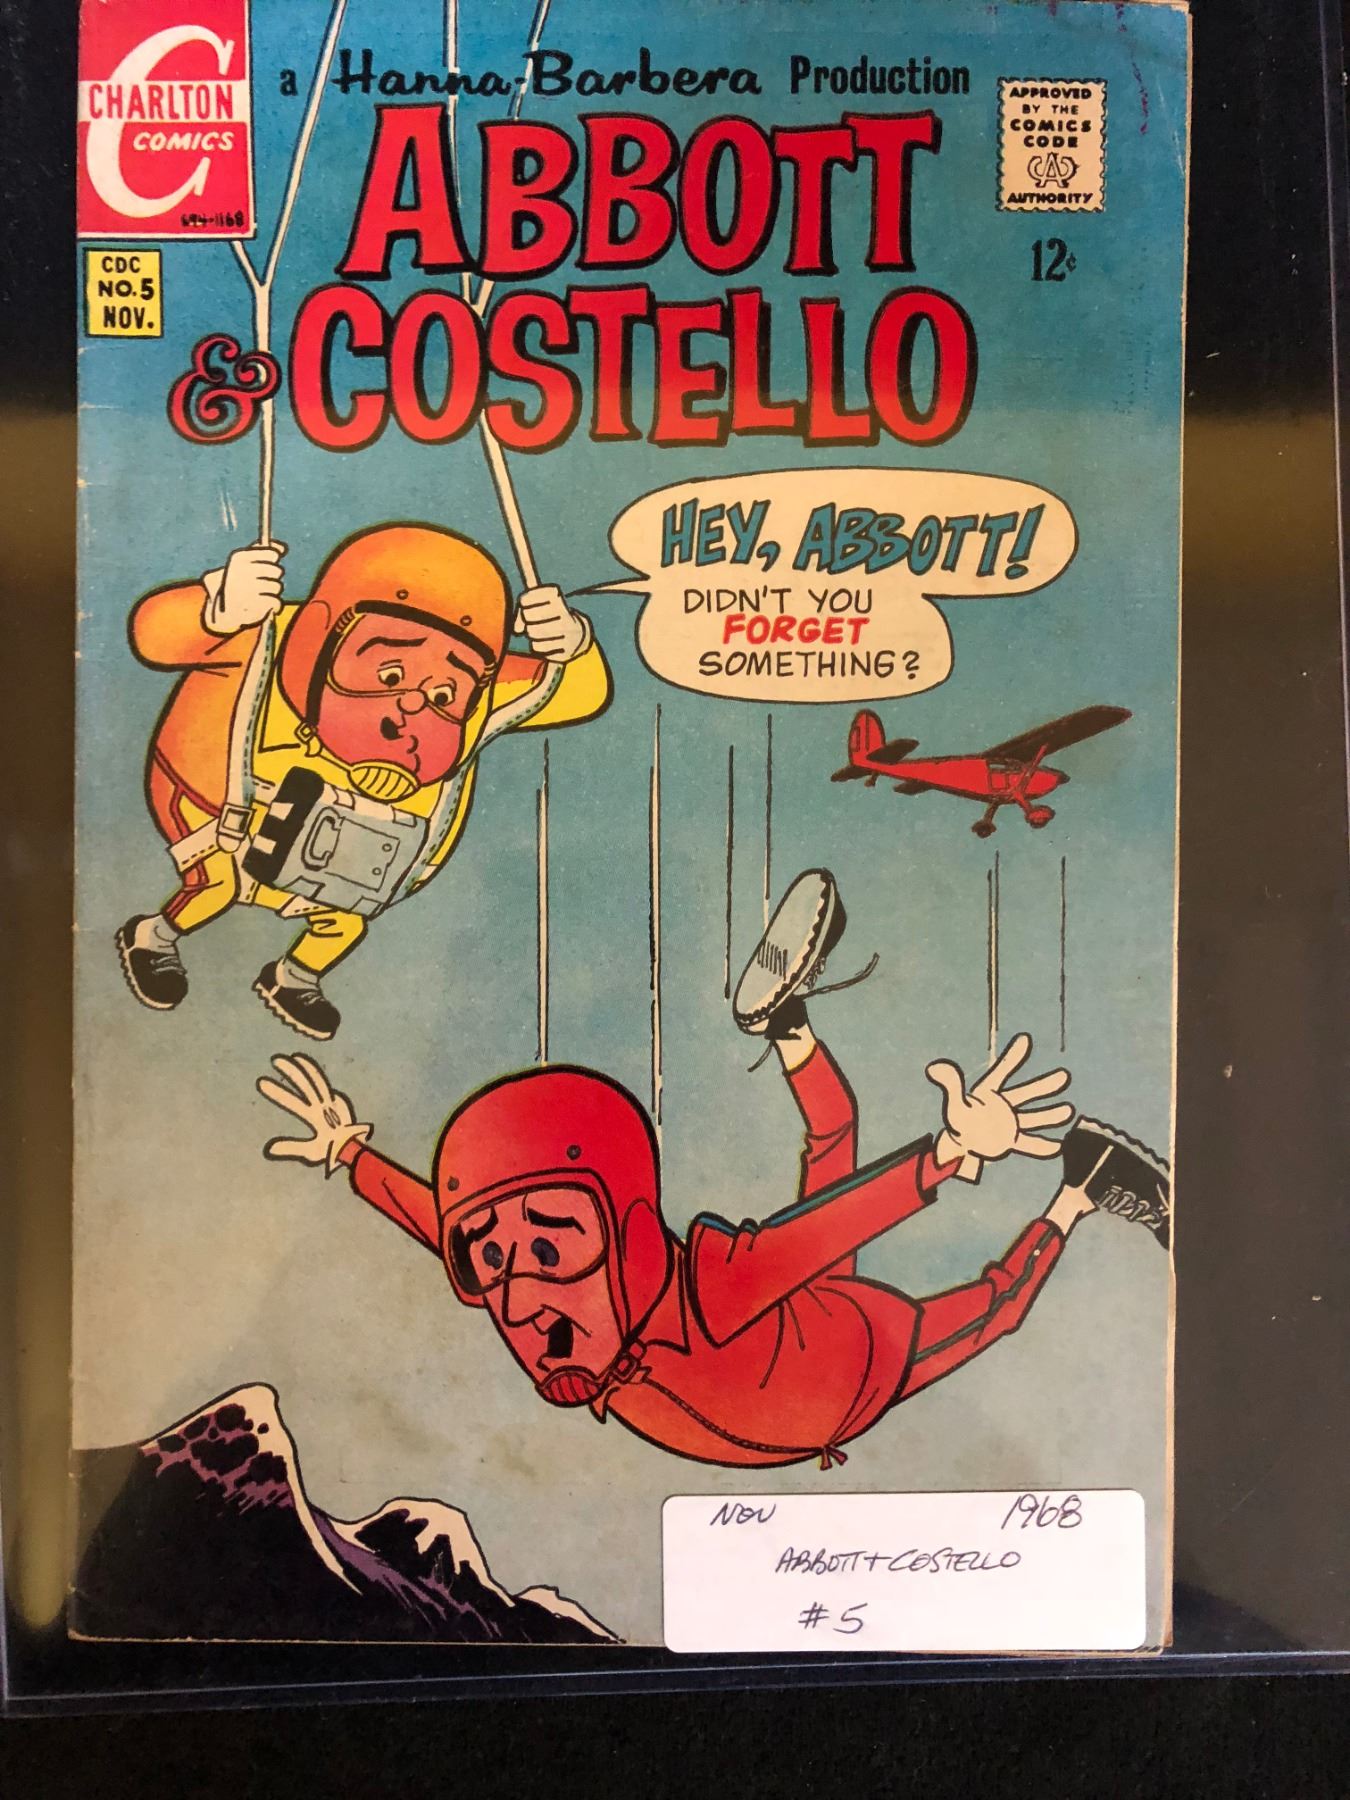 CHARLTON
COMICS
C
694-1168
CDC
NO.5
NOV.
a Hanna-Barbera Production
ABBOTT
& COSTELLO
APPROVED
BY THE
COMICS
CODE
CA
AUTHORITY
12¢
HEY, ABBOTT!
DIDN'T YOU
FORGET
SOMETHING?
NOV 1968
ABBOTT + COSTELLO
#5